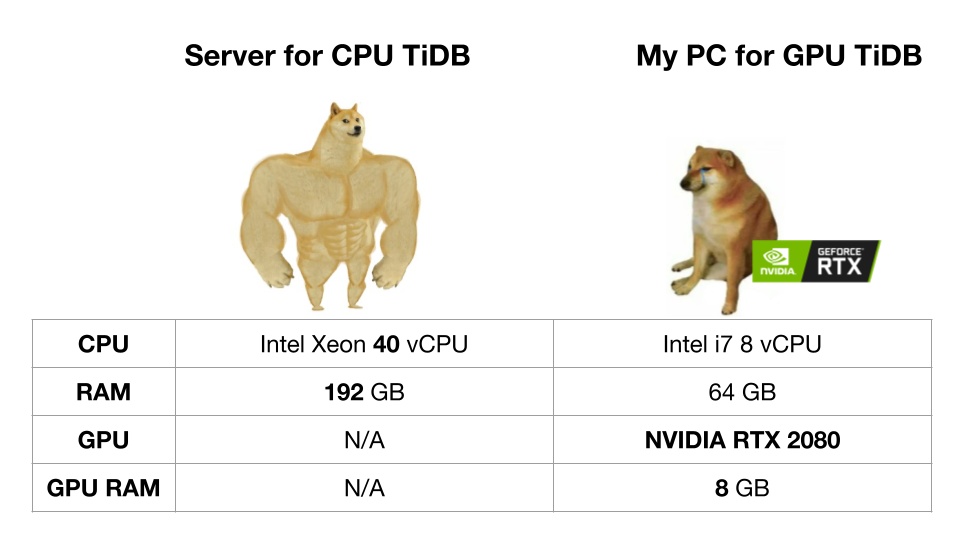 Server for CPU TiDB
My PC for GPU TiDB
NVIDIA
GEFORCE
RTX
CPU
Intel Xeon 40 vCPU
Intel i7 8 vCPU
RAM
192 GB
64 GB
GPU
N/A
NVIDIA RTX 2080
GPU RAM
N/A
8 GB